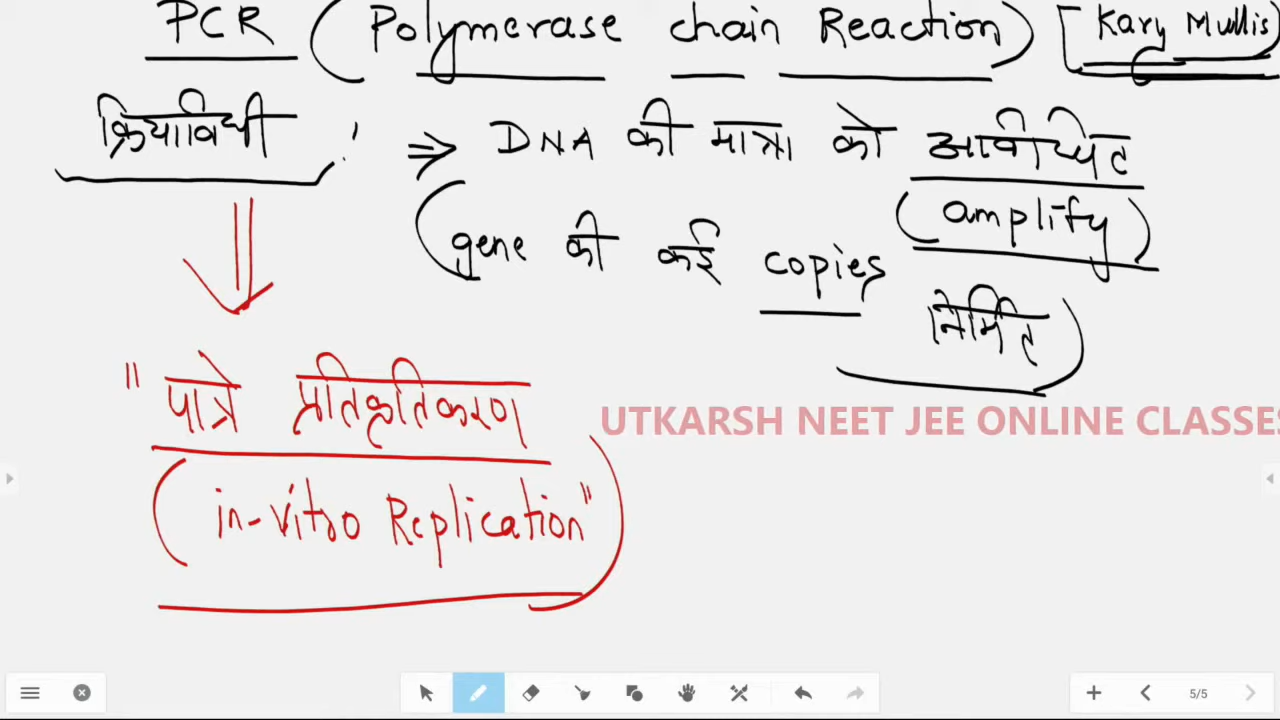 PCR (Polymerase chain Reaction) [Kary Mullis]
क्रियाविधी : ⇒ DNA की मात्रा को आवर्धित
(amplify)
(gene की कई copies
निर्मित)
"पात्रे प्रतिकृतिकरण
(in-vitro Replication")
UTKARSH NEET JEE ONLINE CLASSES
5/5